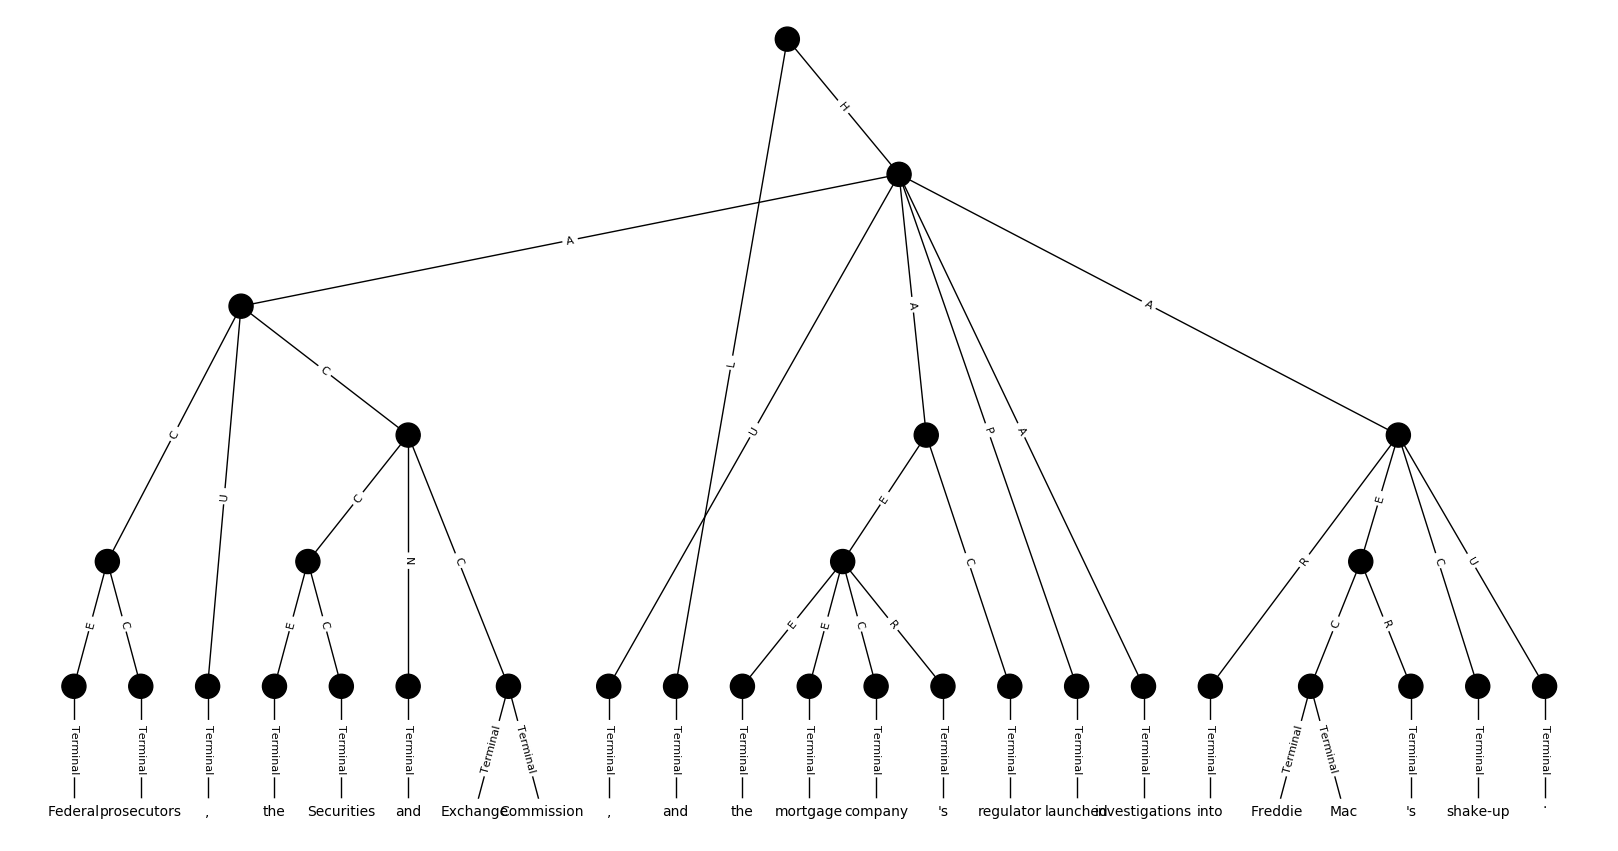 H
A
A
A
C
L
U
P
A
C
U
C
N
C
E
C
R
E
C
U
E
C
E
C
E
E
C
R
C
R
Terminal Terminal Terminal Terminal Terminal Terminal Terminal Terminal Terminal Terminal Terminal Terminal Terminal Terminal Terminal Terminal Terminal Terminal Terminal Terminal Terminal Terminal Terminal
Federal prosecutors , the Securities and Exchange Commission , and the mortgage company 's regulator launched investigations into Freddie Mac 's shake-up .